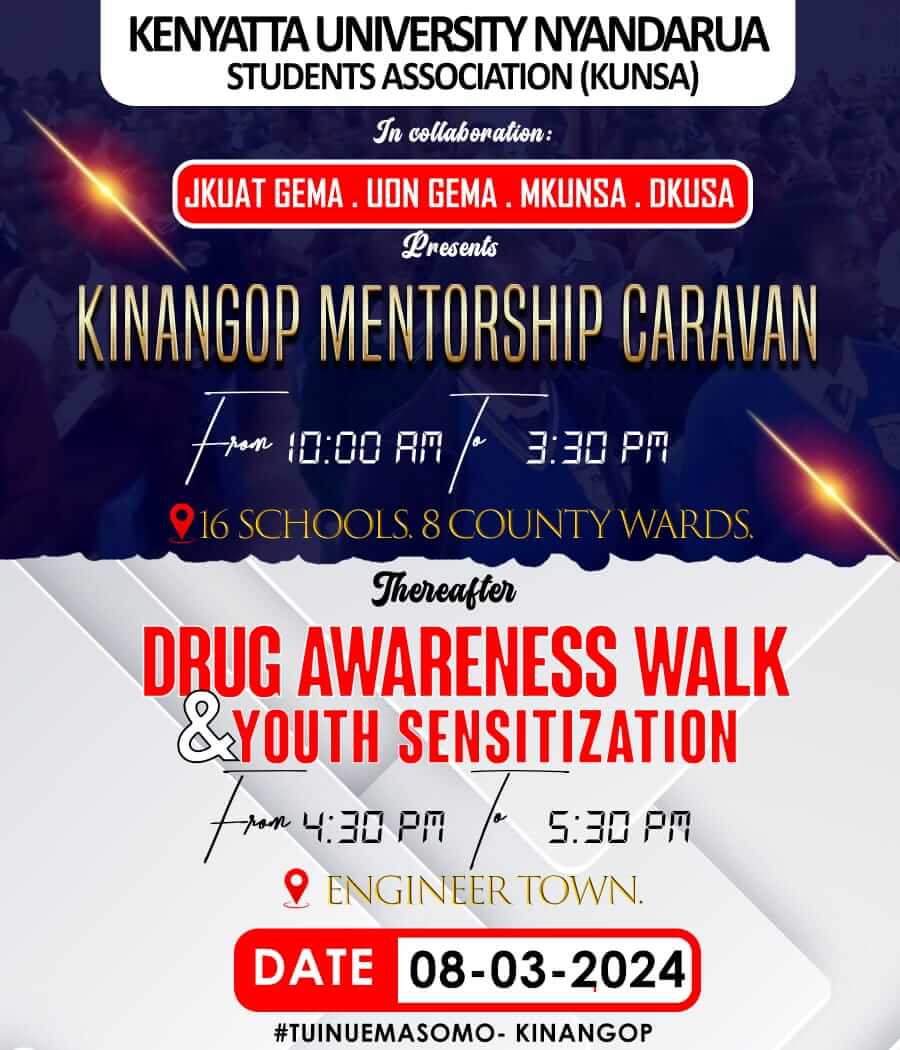 KENYATTA UNIVERSITY NYANDARUA
STUDENTS ASSOCIATION (KUNSA)
In collaboration:
JKUAT GEMA . UON GEMA . MKUNSA . DKUSA
Presents
KINANGOP MENTORSHIP CARAVAN
From 10:00 AM To 3:30 PM
16 SCHOOLS. 8 COUNTY WARDS.
Thereafter
DRUG AWARENESS WALK
& YOUTH SENSITIZATION
From 4:30 PM To 5:30 PM
ENGINEER TOWN.
DATE 08-03-2024
#TUINUEMASOMO- KINANGOP